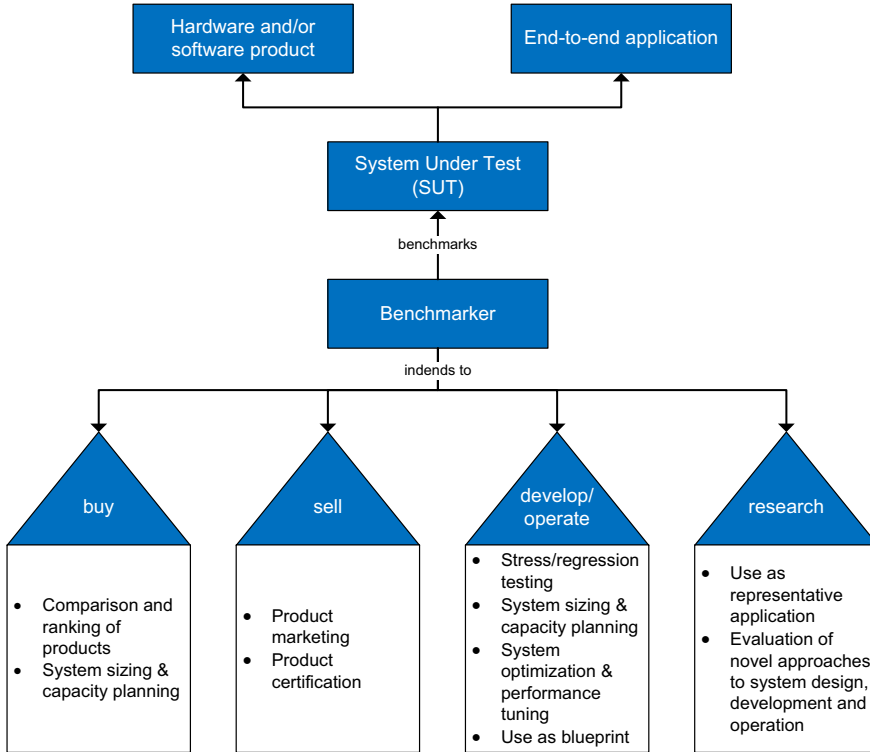 Hardware and/or
software product
End-to-end application
System Under Test
(SUT)
benchmarks
Benchmarker
indends to
buy
sell
develop/
operate
research
• Comparison and
ranking of
products
• System sizing &
capacity planning
• Product
marketing
• Product
certification
• Stress/regression
testing
• System sizing &
capacity planning
• System
optimization &
performance
tuning
• Use as blueprint
• Use as
representative
application
• Evaluation of
novel approaches
to system design,
development and
operation